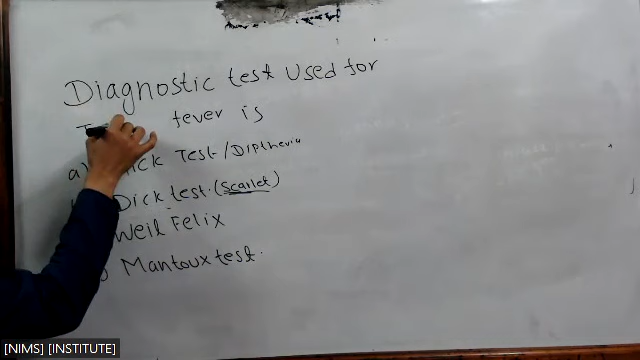 Diagnostic test Used for
fever is
a) Test/Diptheria
Dick test. (Scarlet)
Weil Felix
Mantoux test.
[NIMS] [INSTITUTE]